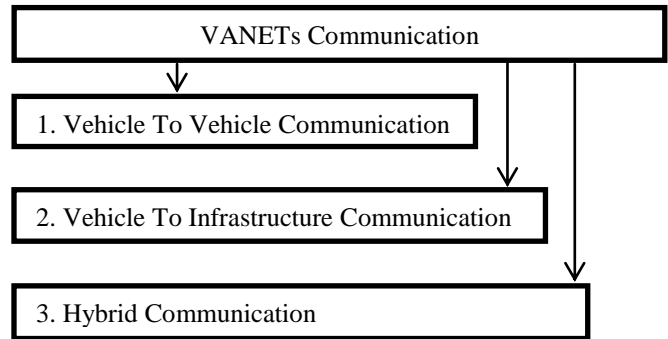 VANETs Communication
1. Vehicle To Vehicle Communication
2. Vehicle To Infrastructure Communication
3. Hybrid Communication